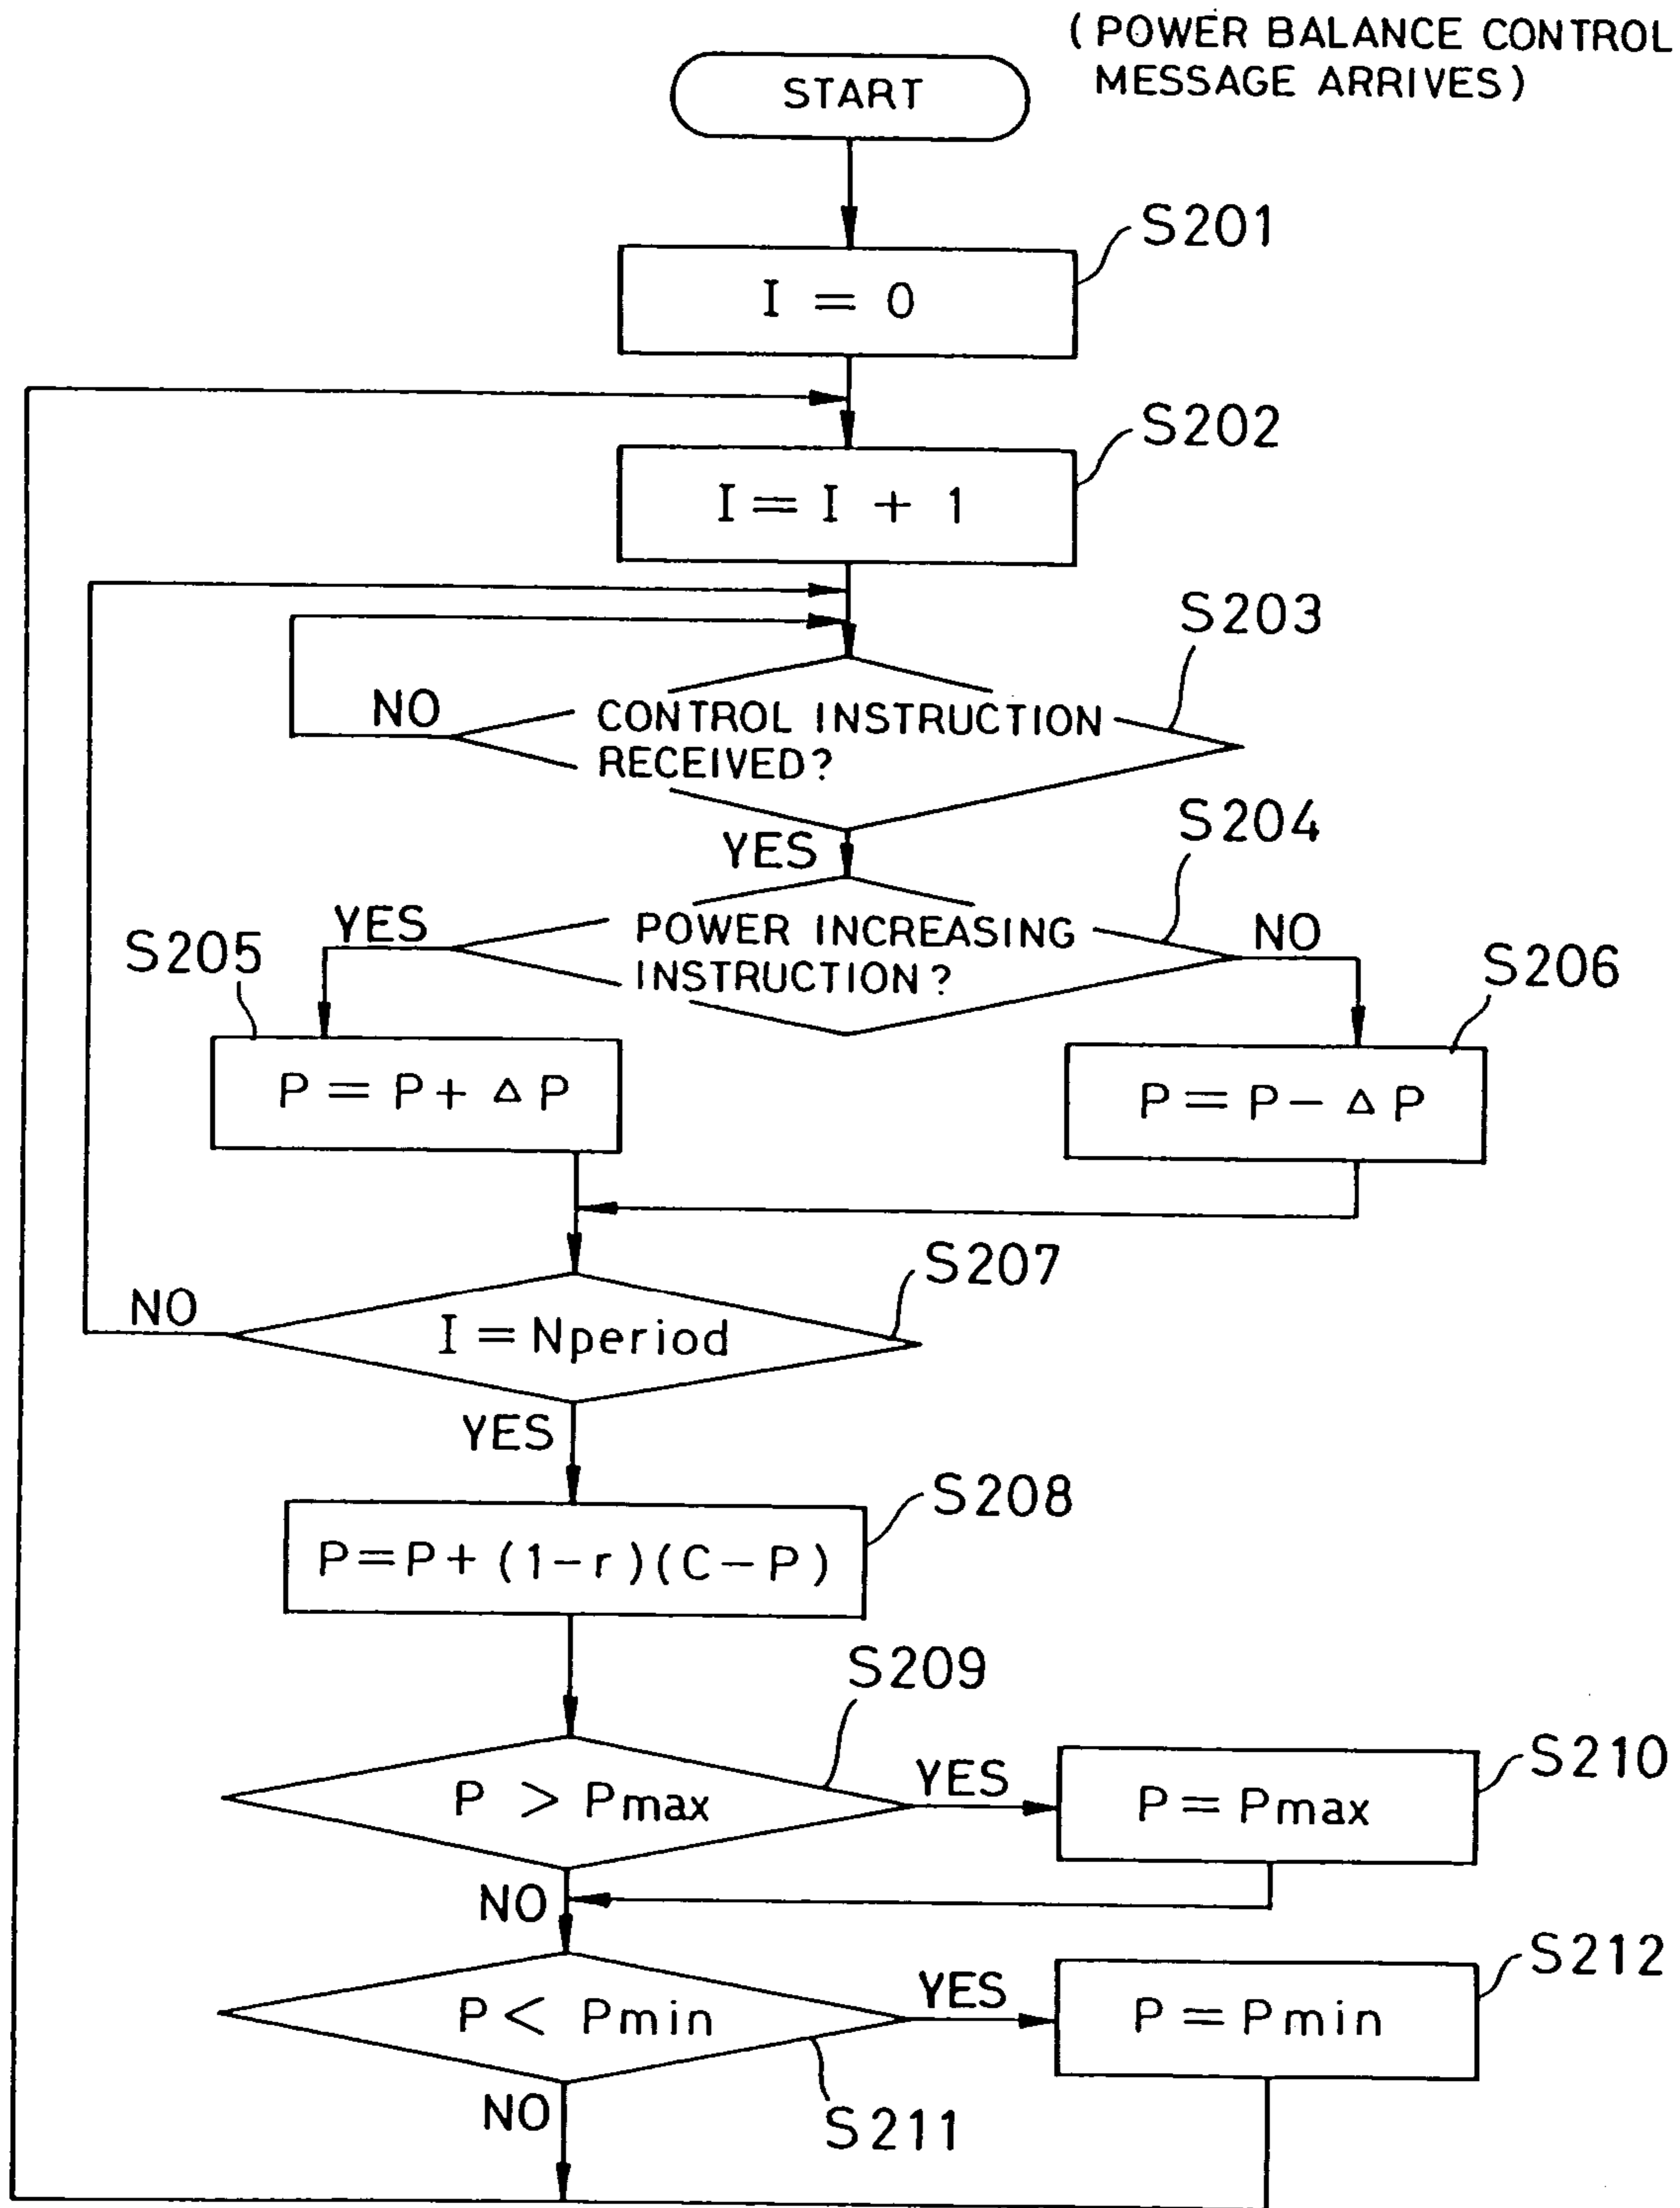 ( POWER BALANCE CONTROL
MESSAGE ARRIVES )
START
S201
I = 0
S202
I = I + 1
S203
NO
CONTROL INSTRUCTION
RECEIVED?
YES
S204
YES
POWER INCREASING
INSTRUCTION?
NO
S205
S206
P = P + Δ P
P = P − Δ P
S207
NO
I = Nperiod
YES
S208
P = P + (1 − r)(C − P)
S209
P > Pmax
YES
S210
P = Pmax
NO
P < Pmin
YES
S212
P = Pmin
NO
S211